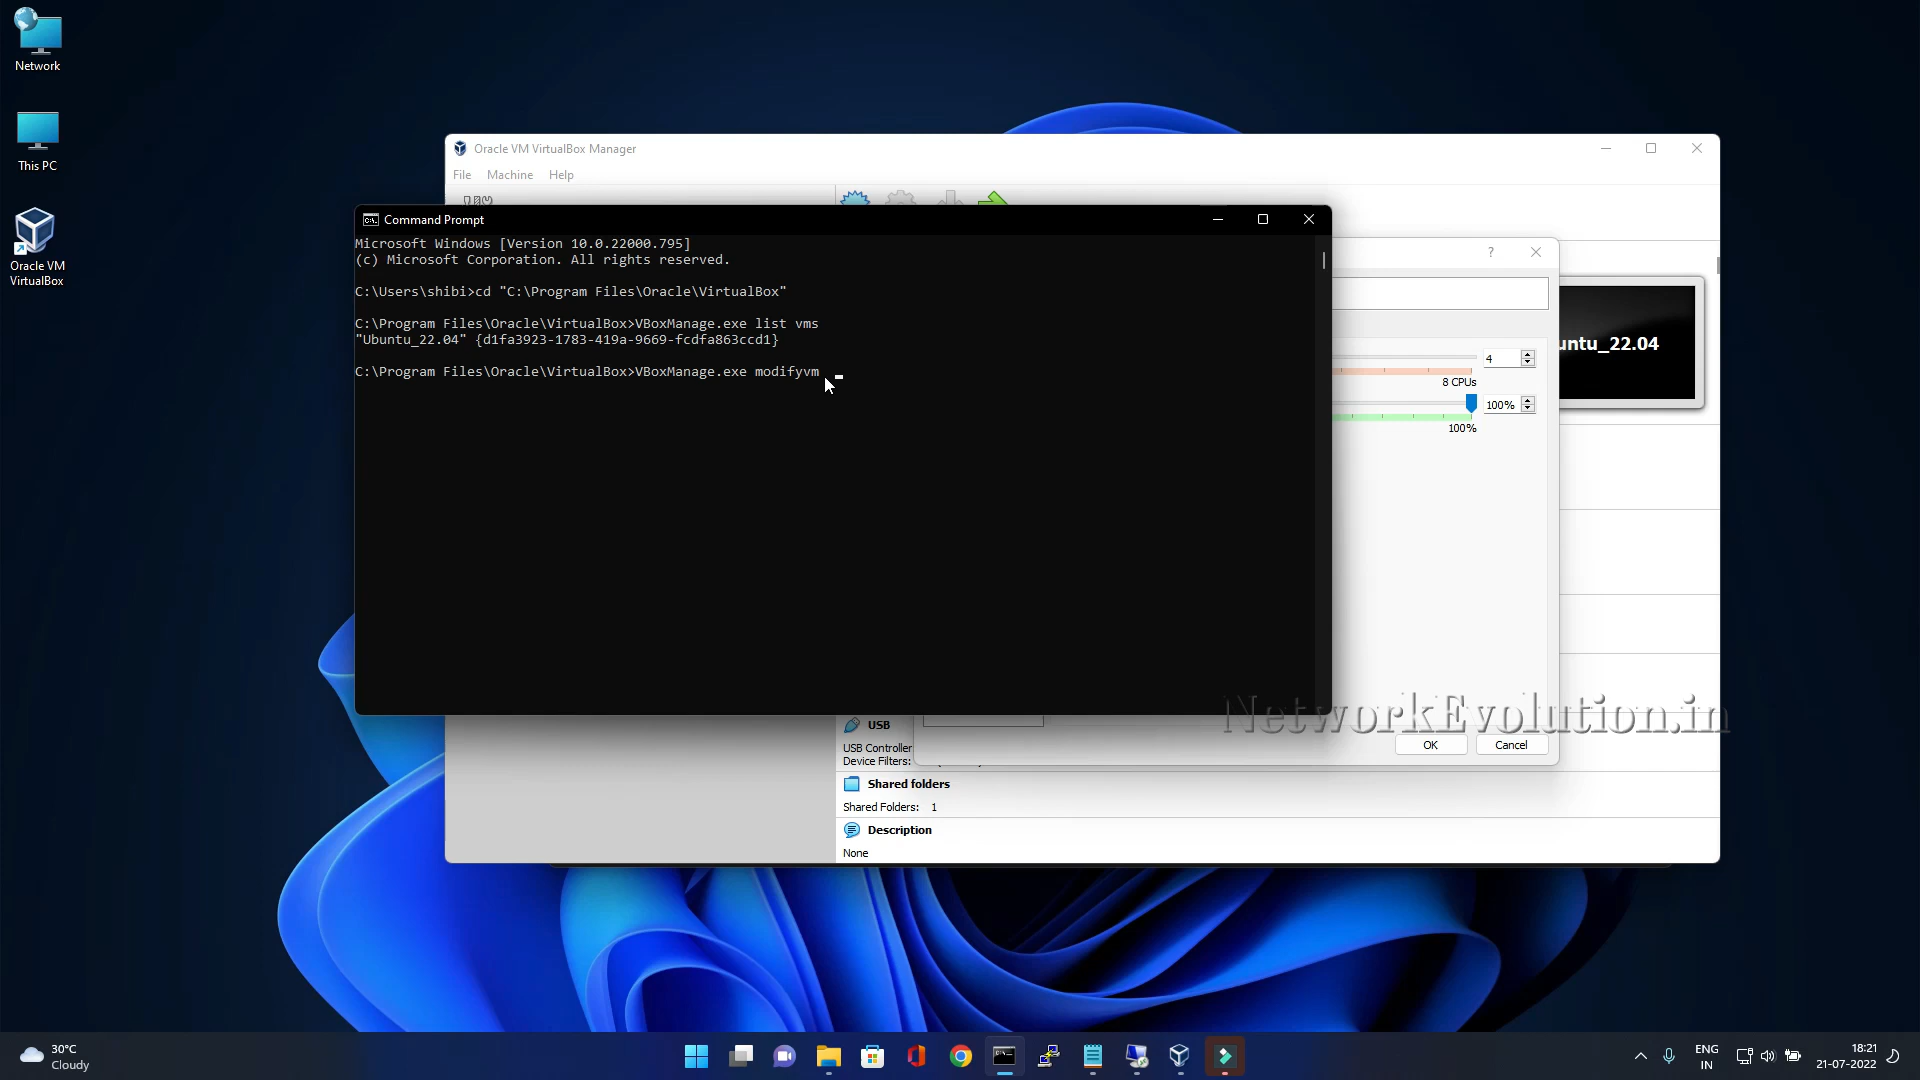 Network
This PC
Oracle VM
VirtualBox
Oracle VM VirtualBox Manager
File Machine Help
Command Prompt
Microsoft Windows [Version 10.0.22000.795]
(c) Microsoft Corporation. All rights reserved.
C:\Users\shibi>cd "C:\Program Files\Oracle\VirtualBox"
C:\Program Files\Oracle\VirtualBox>VBoxManage.exe list vms
"Ubuntu_22.04" {d1fa3923-1783-419a-9669-fcdfa863ccd1}
C:\Program Files\Oracle\VirtualBox>VBoxManage.exe modifyvm
?
4
8 CPUs
100%
100%
untu_22.04
NetworkEvolution.in
OK Cancel
USB
USB Controller
Device Filters:
Shared folders
Shared Folders: 1
Description
None
30°C
Cloudy
ENG
IN
18:21
21-07-2022